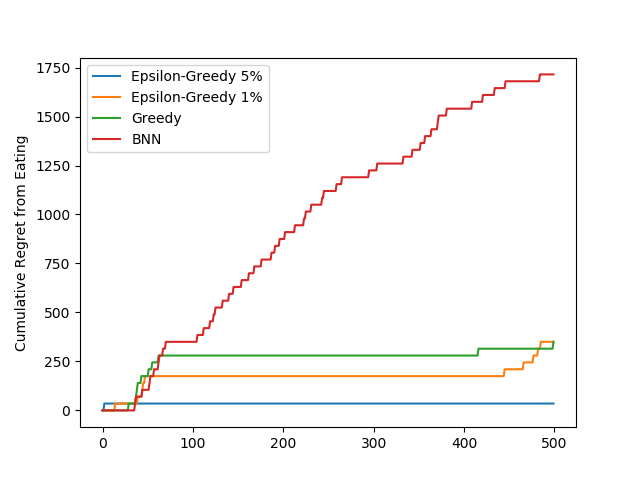 1750
1500
1250
1000
750
500
250
0
Cumulative Regret from Eating
Epsilon-Greedy 5%
Epsilon-Greedy 1%
Greedy
BNN
0 100 200 300 400 500